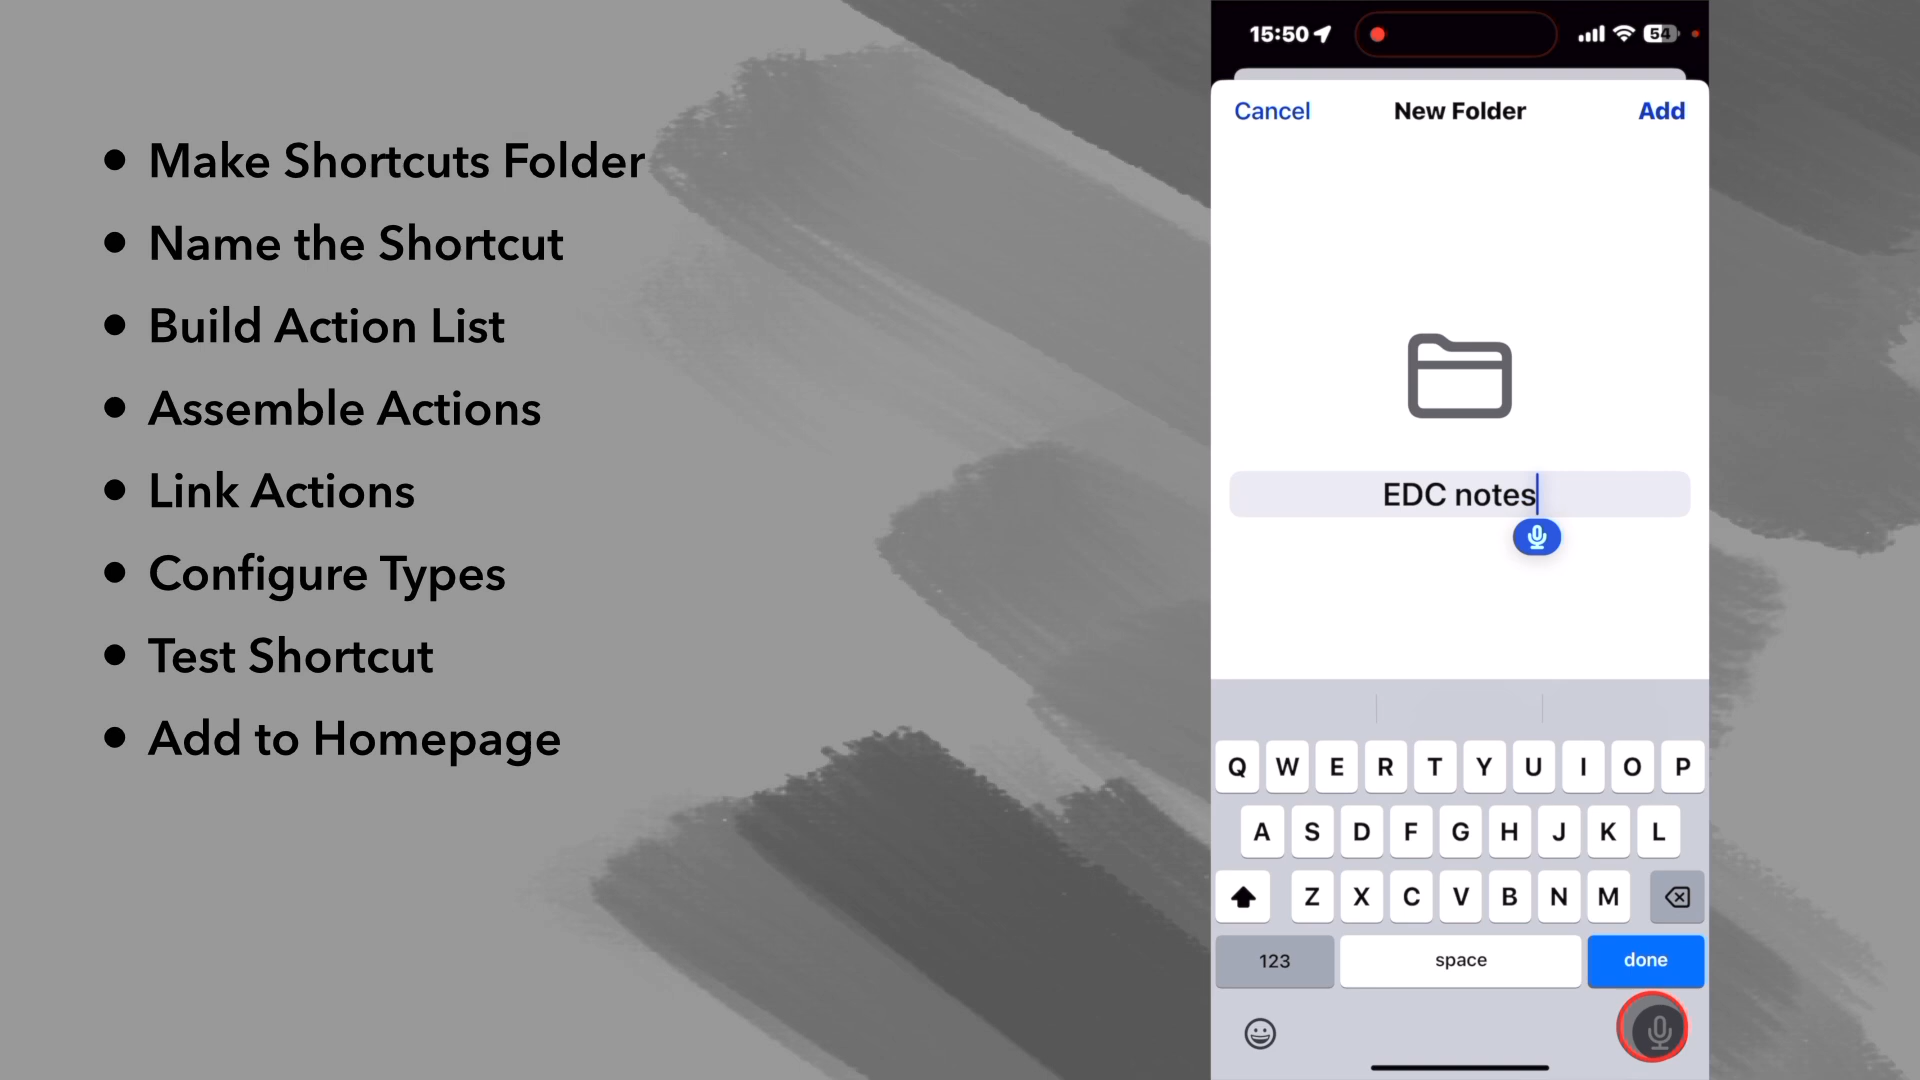 • Make Shortcuts Folder
• Name the Shortcut
• Build Action List
• Assemble Actions
• Link Actions
• Configure Types
• Test Shortcut
• Add to Homepage
15:50
54
Cancel New Folder Add
EDC notes
Q W E R T Y U I O P
A S D F G H J K L
Z X C V B N M
123 space done